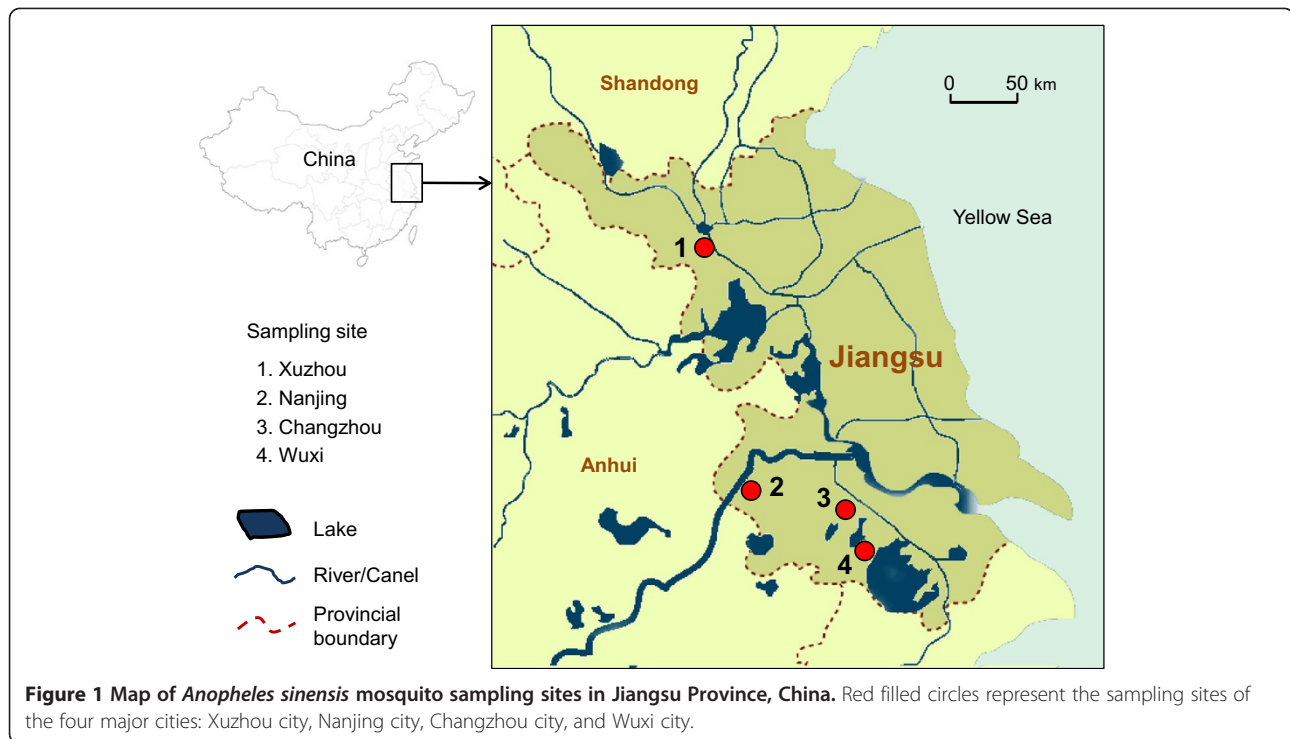 Shandong
0 50 km
China
Yellow Sea
1
Sampling site
1. Xuzhou
2. Nanjing
3. Changzhou
4. Wuxi
Jiangsu
Anhui
2
3
4
Lake
River/Canel
Provincial
boundary
Figure 1 Map of Anopheles sinensis mosquito sampling sites in Jiangsu Province, China. Red filled circles represent the sampling sites of
the four major cities: Xuzhou city, Nanjing city, Changzhou city, and Wuxi city.